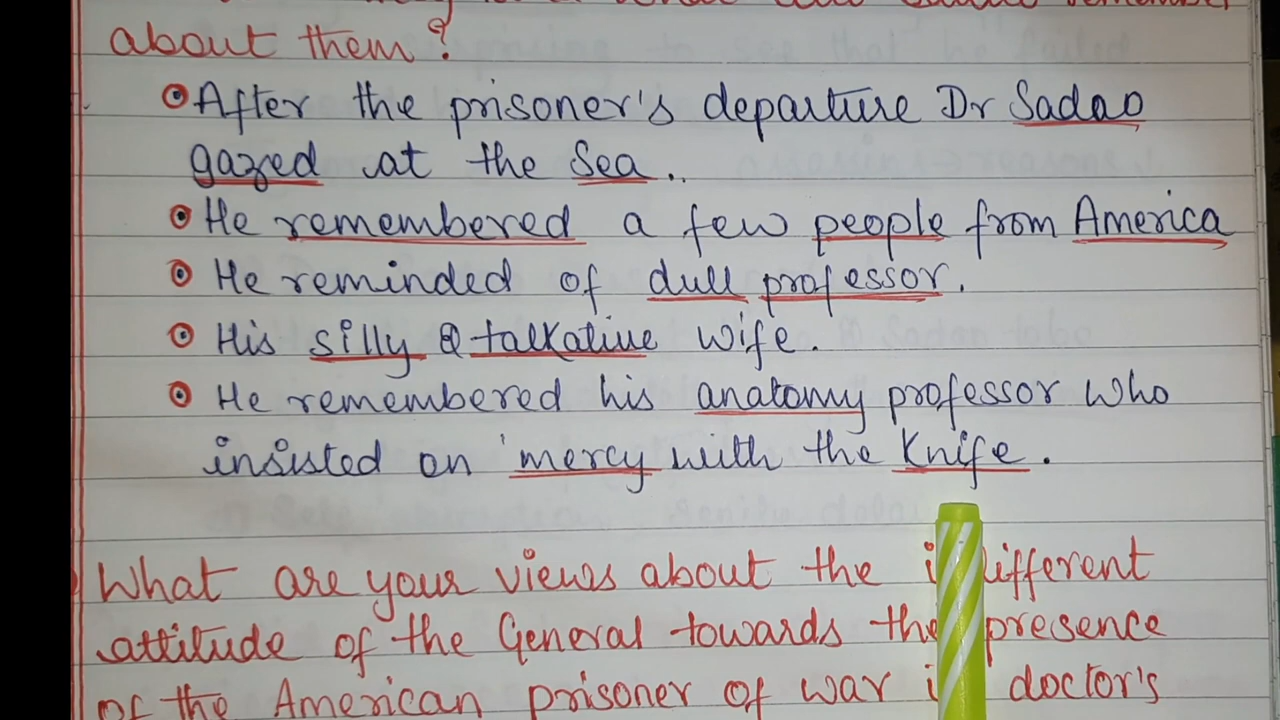 about them?
After the prisoner's departure Dr Sadao
gazed at the Sea..
He remembered a few people from America
He reminded of dull professor.
His silly & talkative wife.
He remembered his anatomy professor who
insisted on 'mercy with the Knife.
What are your views about the
attitude of the General towards the presence
of the American prisoner of war doctor's